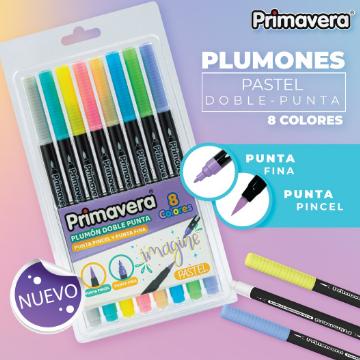 Primavera®
PLUMONES
PASTEL
DOBLE-PUNTA
8 COLORES
PUNTA
FINA
PUNTA
PINCEL
Primavera®
8
Colores
PLUMÓN DOBLE PUNTA
PUNTA PINCEL Y PUNTA FINA
imagine
PASTEL
NUEVO